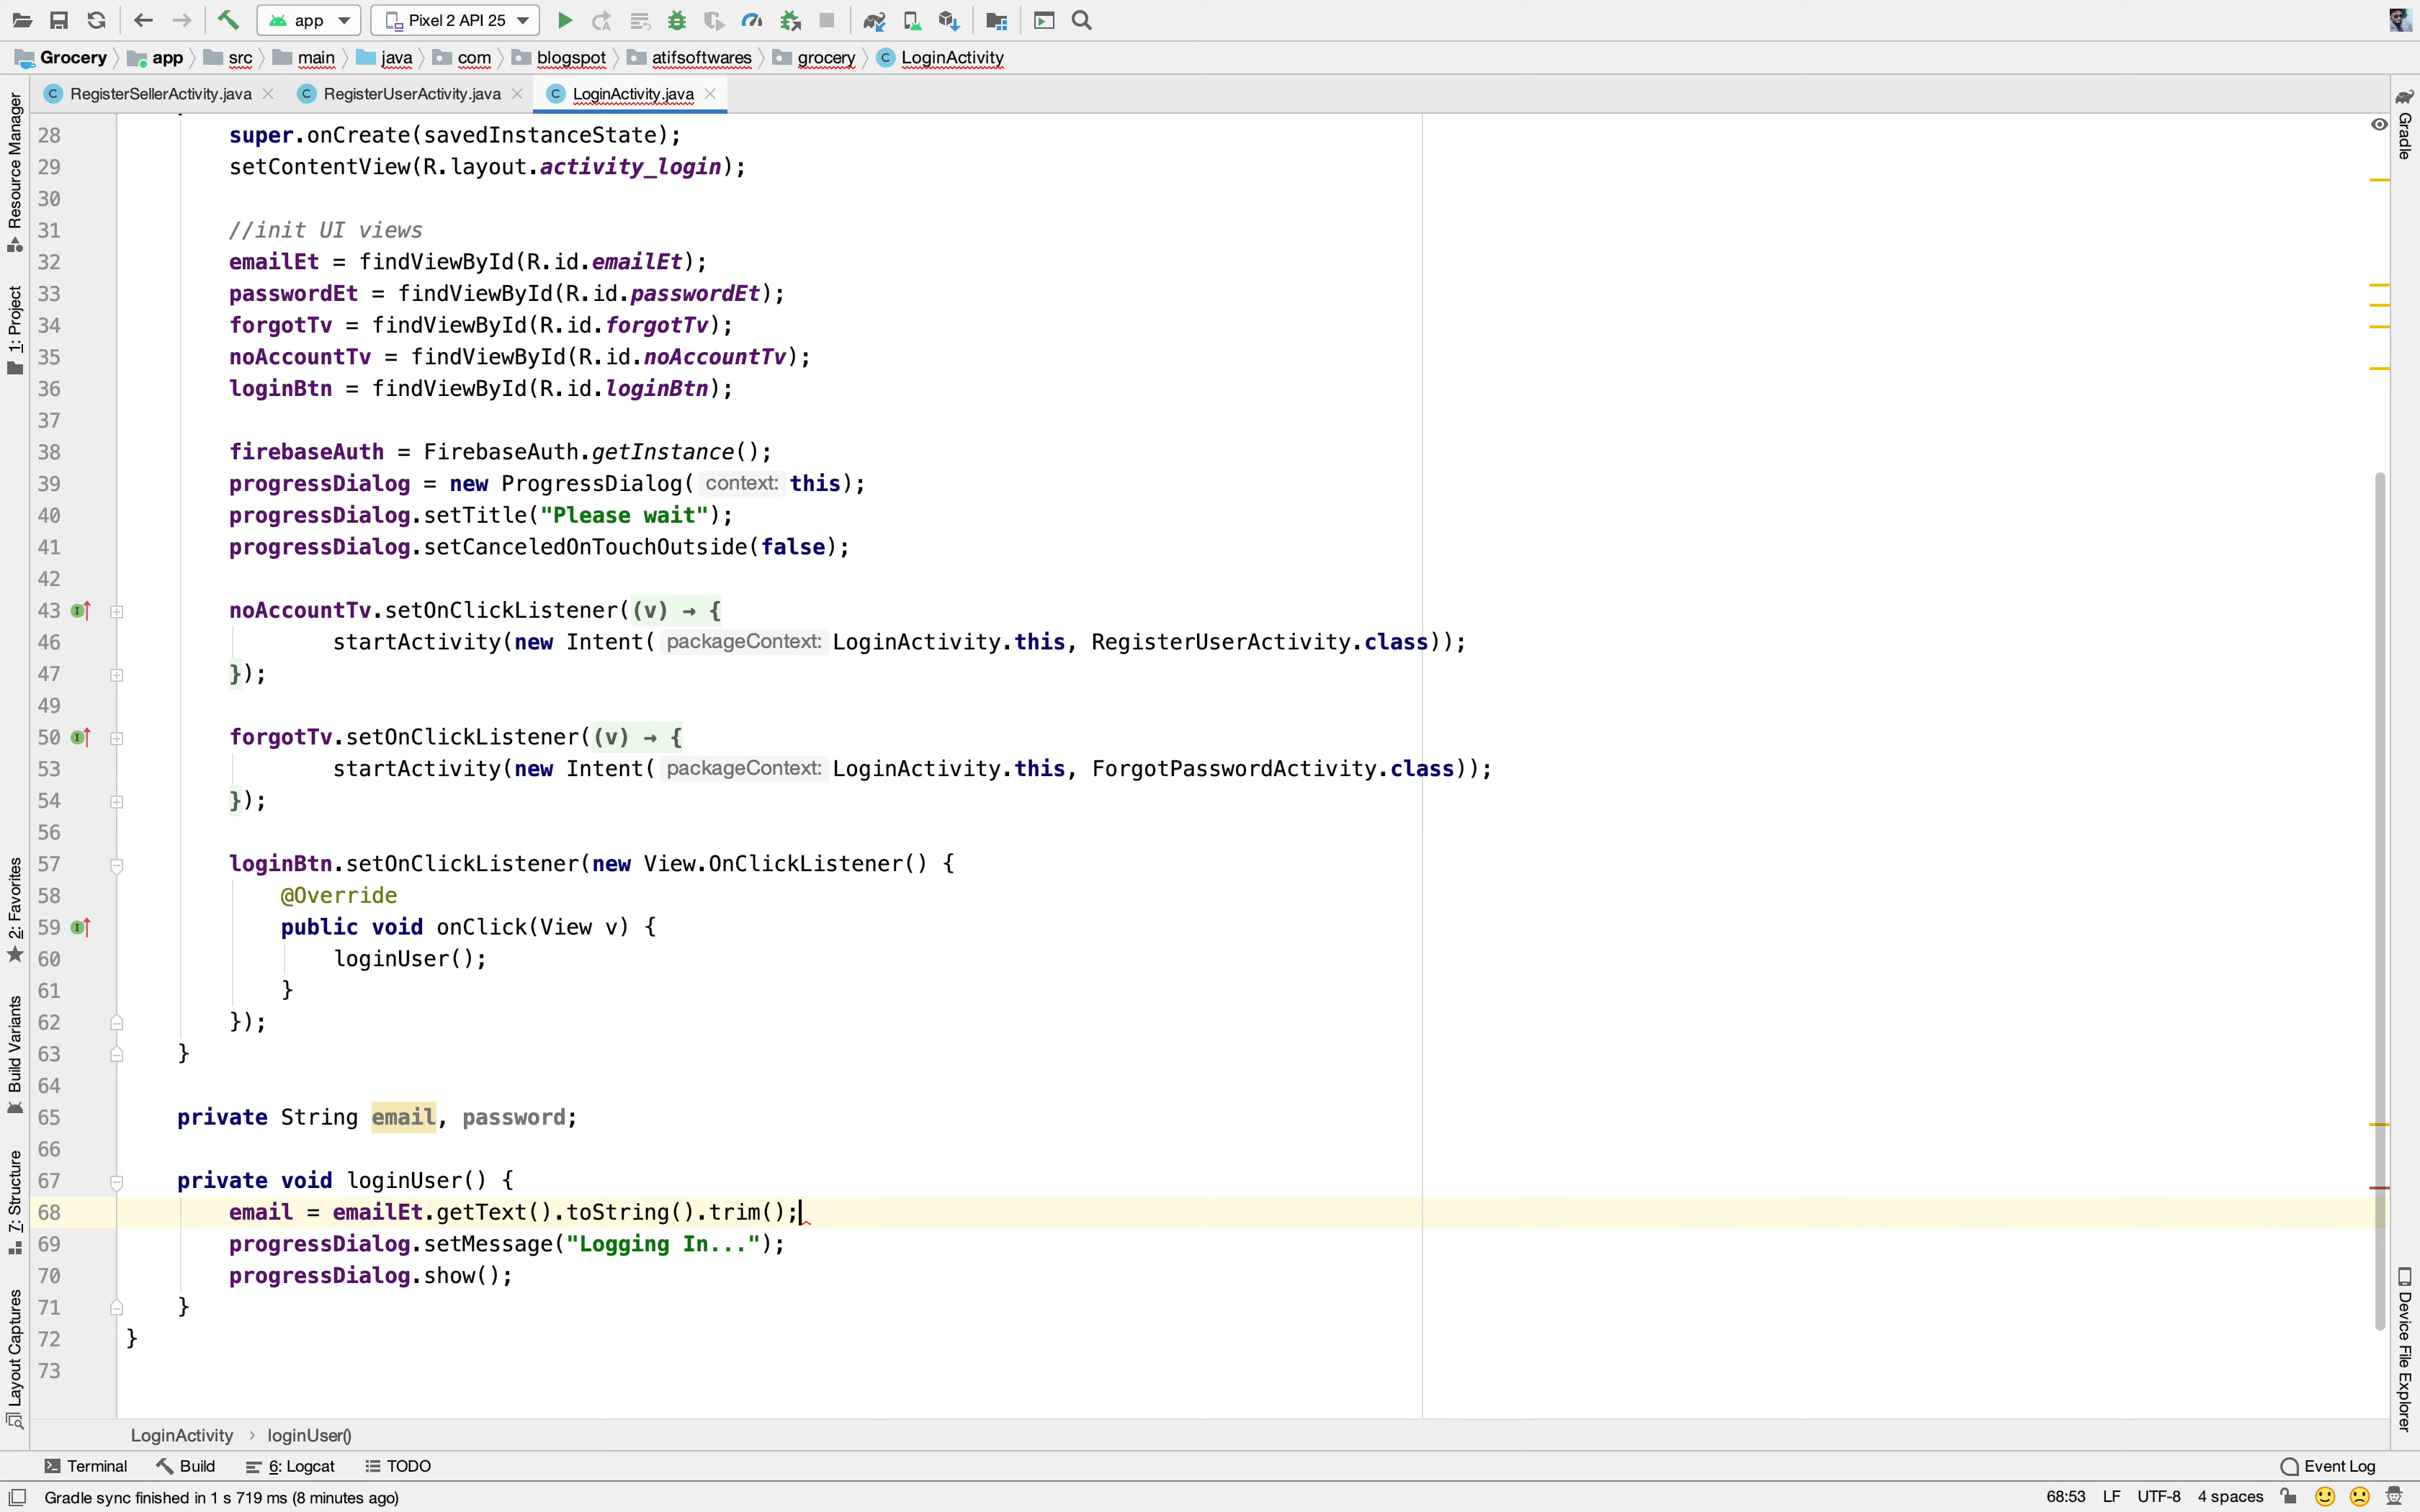 app Pixel 2 API 25
Grocery app src main java com blogspot atifsoftwares grocery LoginActivity
RegisterSellerActivity.java RegisterUserActivity.java LoginActivity.java
Resource Manager
1: Project
2: Favorites
Build Variants
7: Structure
Layout Captures
28 super.onCreate(savedInstanceState);
29 setContentView(R.layout.activity_login);
30
31 //init UI views
32 emailEt = findViewById(R.id.emailEt);
33 passwordEt = findViewById(R.id.passwordEt);
34 forgotTv = findViewById(R.id.forgotTv);
35 noAccountTv = findViewById(R.id.noAccountTv);
36 loginBtn = findViewById(R.id.loginBtn);
37
38 firebaseAuth = FirebaseAuth.getInstance();
39 progressDialog = new ProgressDialog( context: this);
40 progressDialog.setTitle("Please wait");
41 progressDialog.setCanceledOnTouchOutside(false);
42
43 noAccountTv.setOnClickListener((v) → {
46 startActivity(new Intent( packageContext: LoginActivity.this, RegisterUserActivity.class));
47 });
49
50 forgotTv.setOnClickListener((v) → {
53 startActivity(new Intent( packageContext: LoginActivity.this, ForgotPasswordActivity.class));
54 });
56
57 loginBtn.setOnClickListener(new View.OnClickListener() {
58 @Override
59 public void onClick(View v) {
60 loginUser();
61 }
62 });
63 }
64
65 private String email, password;
66
67 private void loginUser() {
68 email = emailEt.getText().toString().trim();
69 progressDialog.setMessage("Logging In...");
70 progressDialog.show();
71 }
72 }
73
Gradle
Device File Explorer
LoginActivity › loginUser()
Terminal Build 6: Logcat TODO Event Log
Gradle sync finished in 1 s 719 ms (8 minutes ago) 68:53 LF UTF-8 4 spaces